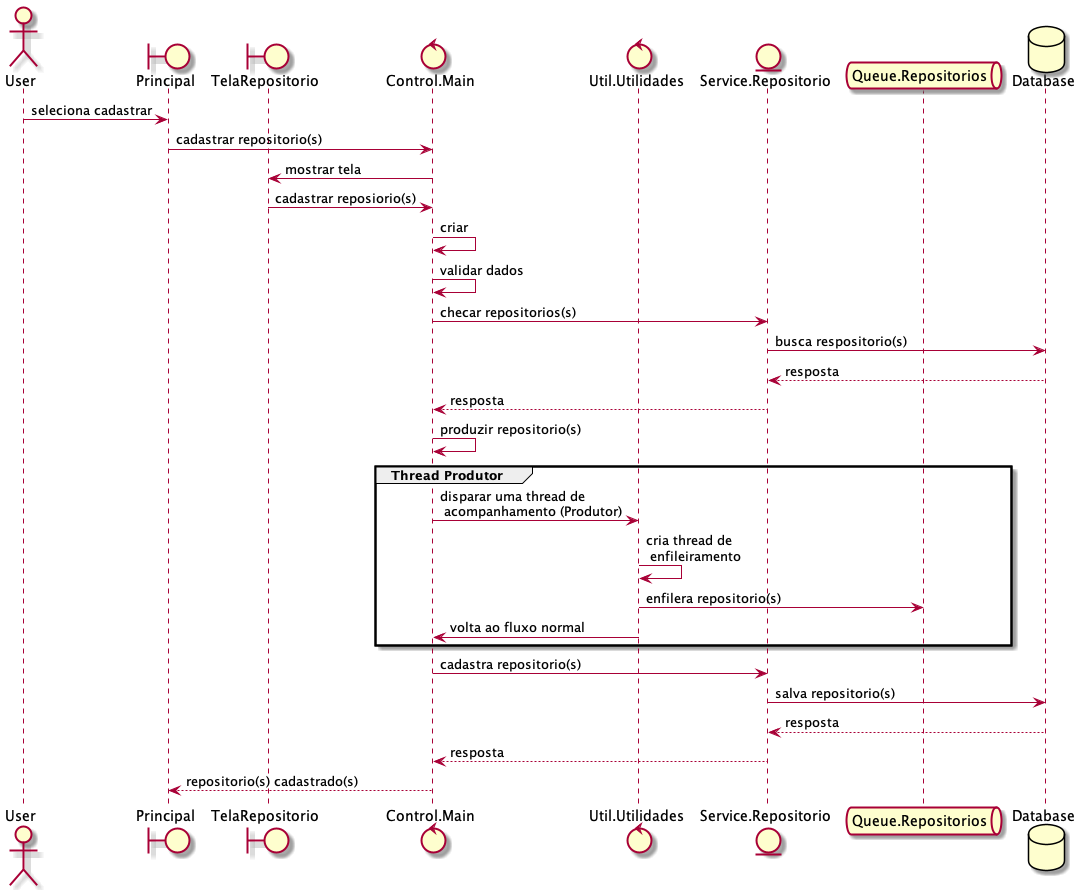 User
Principal
TelaRepositorio
Control.Main
Util.Utilidades
Service.Repositorio
Queue.Repositorios
Database
seleciona cadastrar
cadastrar repositorio(s)
mostrar tela
cadastrar reposiorio(s)
criar
validar dados
checar repositorios(s)
busca respositorio(s)
resposta
resposta
produzir repositorio(s)
Thread Produtor
disparar uma thread de
acompanhamento (Produtor)
cria thread de
enfileiramento
enfilera repositorio(s)
volta ao fluxo normal
cadastra repositorio(s)
salva repositorio(s)
resposta
resposta
repositorio(s) cadastrado(s)
User
Principal
TelaRepositorio
Control.Main
Util.Utilidades
Service.Repositorio
Queue.Repositorios
Database